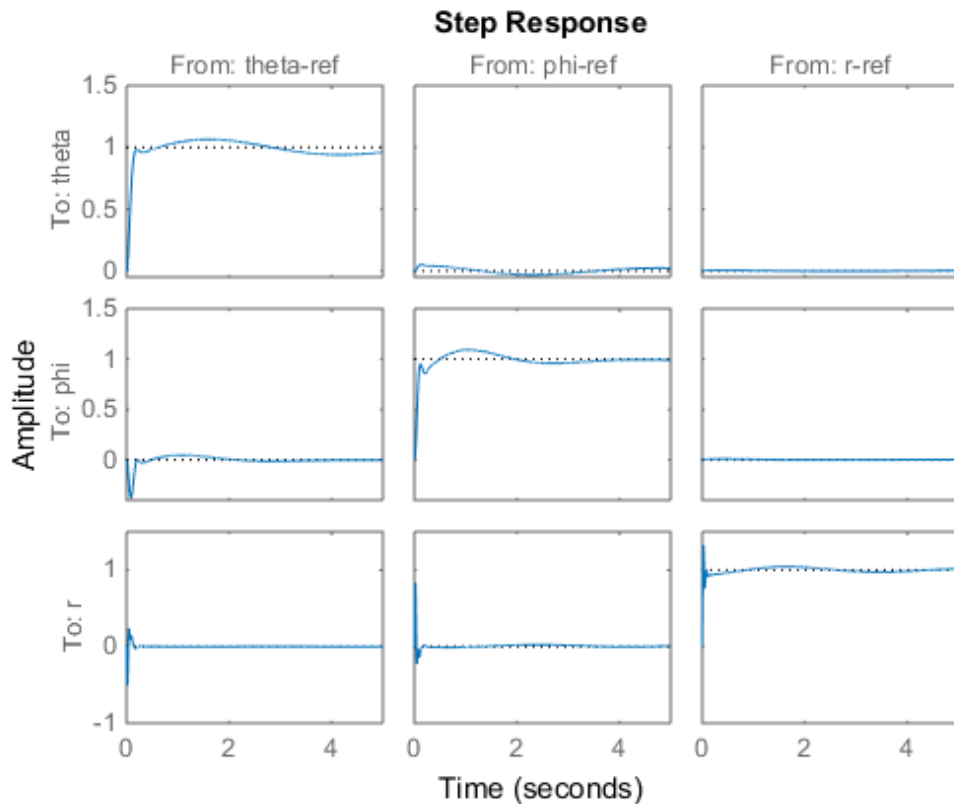 Step Response
From: theta-ref
From: phi-ref
From: r-ref
Amplitude
To: theta
1.5
1
0.5
0
To: phi
1.5
1
0.5
0
To: r
1
0
-1
0 2 4
0 2 4
0 2 4
Time (seconds)